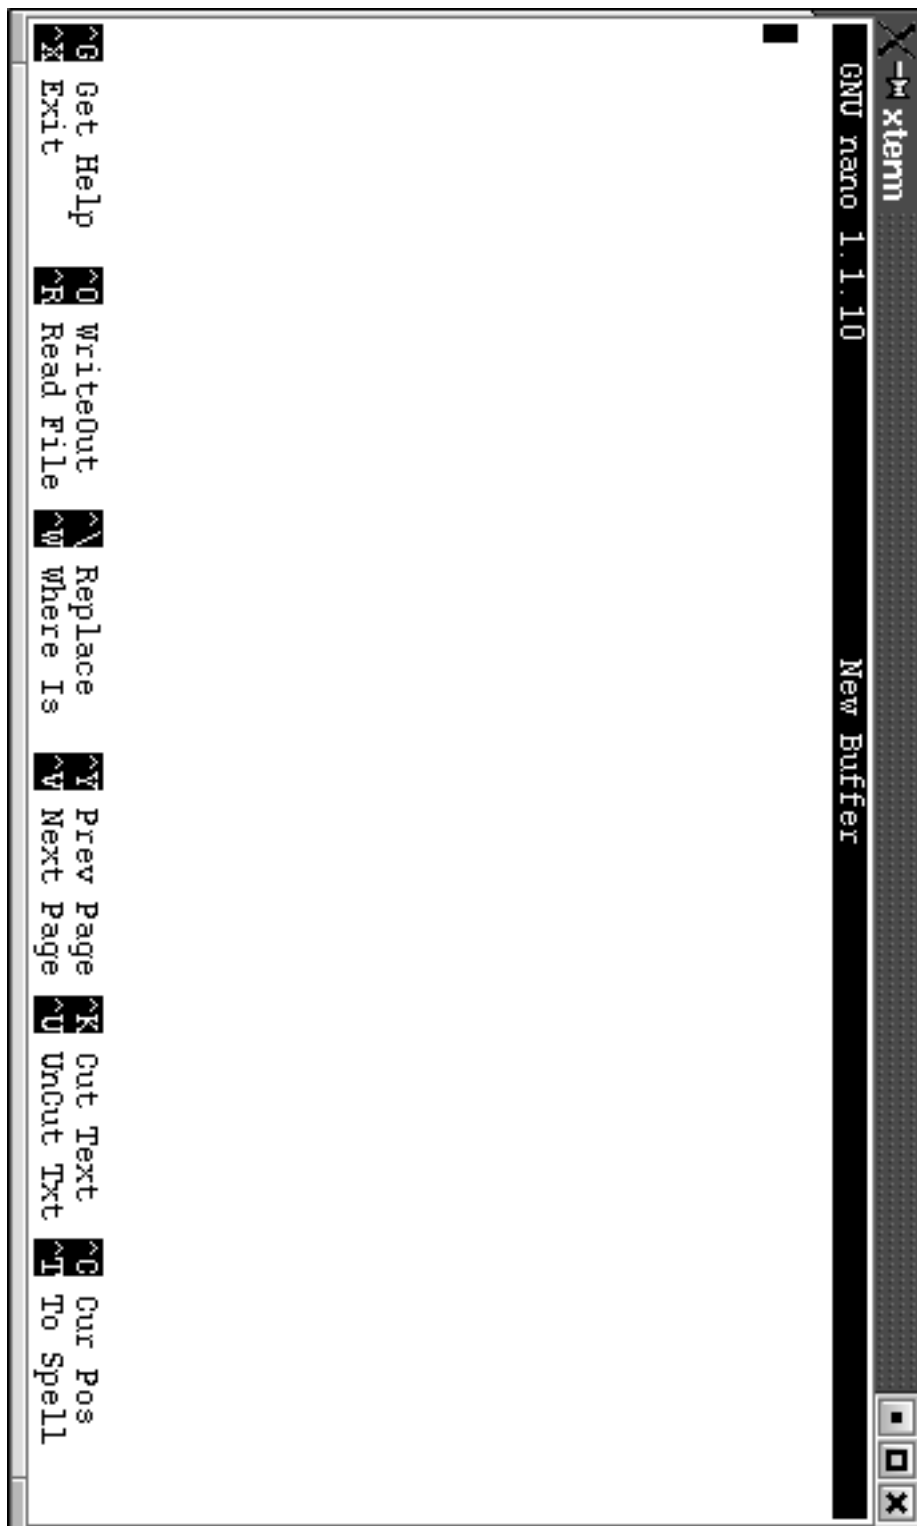 xterm
GNU nano 1.1.10 New Buffer
^G Get Help ^O WriteOut ^\ Replace ^Y Prev Page ^K Cut Text ^C Cur Pos
^X Exit ^R Read File ^W Where Is ^V Next Page ^U UnCut Txt ^T To Spell